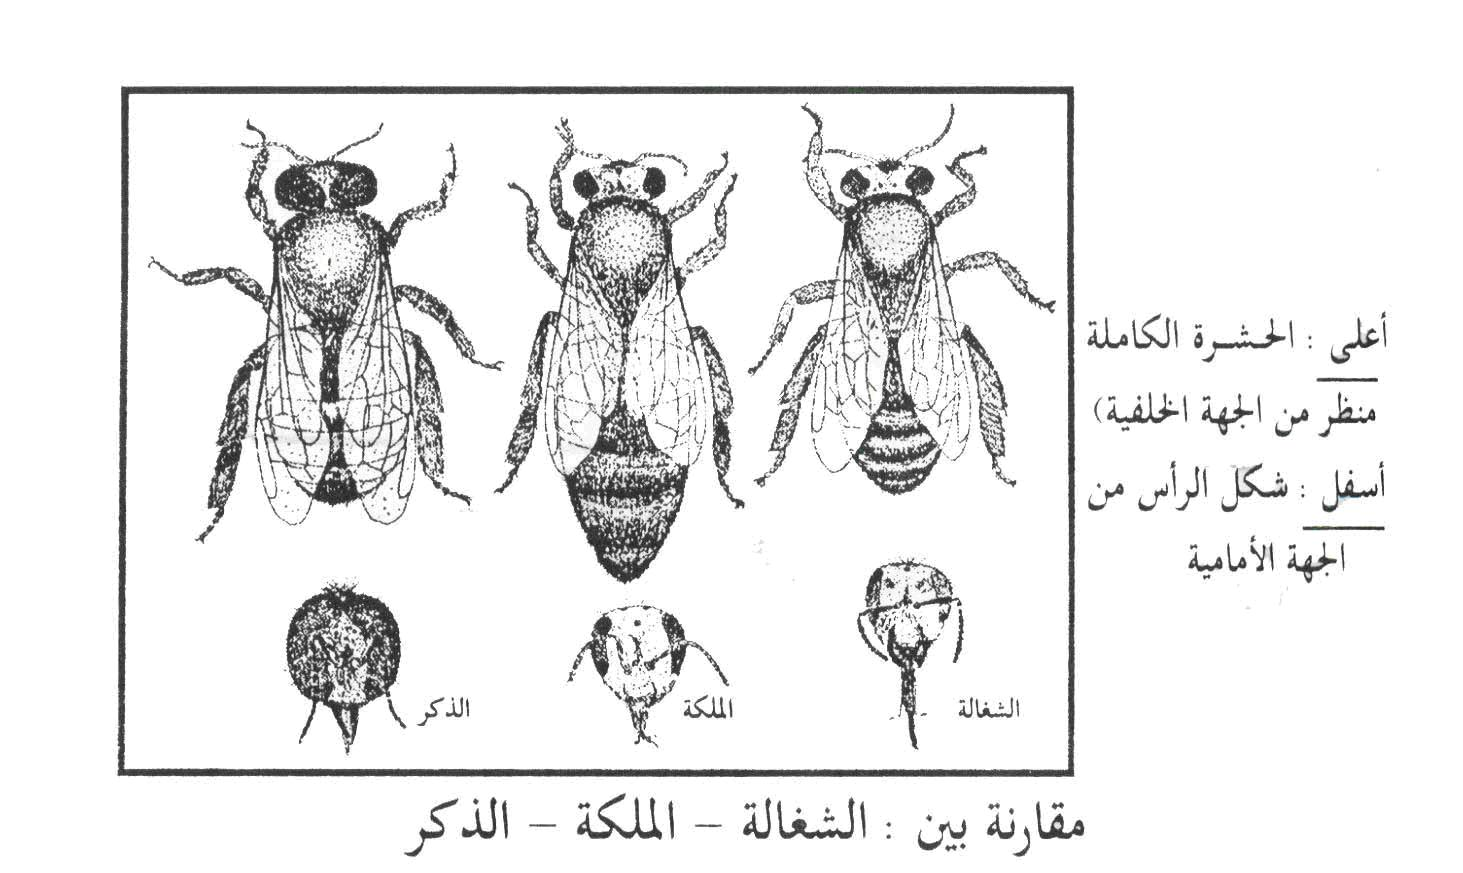 أعلى : الحشرة الكاملة
منظر من الجهة الخلفية)
أسفل : شكل الرأس من
الجهة الأمامية
الشغالة
الملكة
الذكر
مقارنة بين : الشغالة – الملكة – الذكر